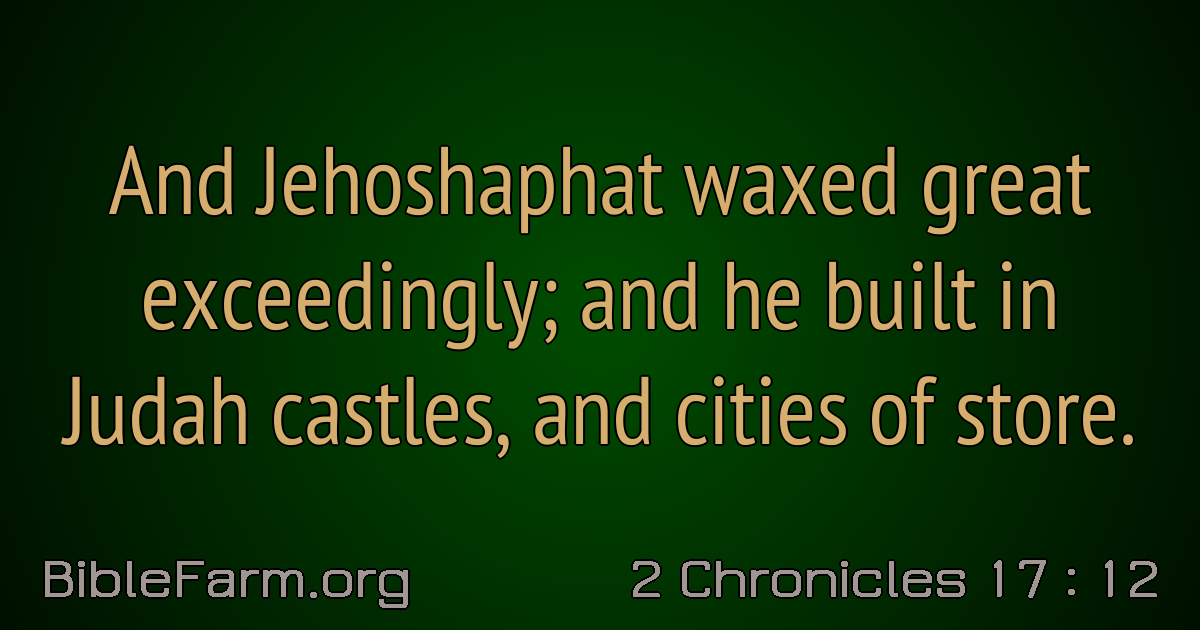 And Jehoshaphat waxed great
exceedingly; and he built in
Judah castles, and cities of store.
BibleFarm.org
2 Chronicles 17 : 12